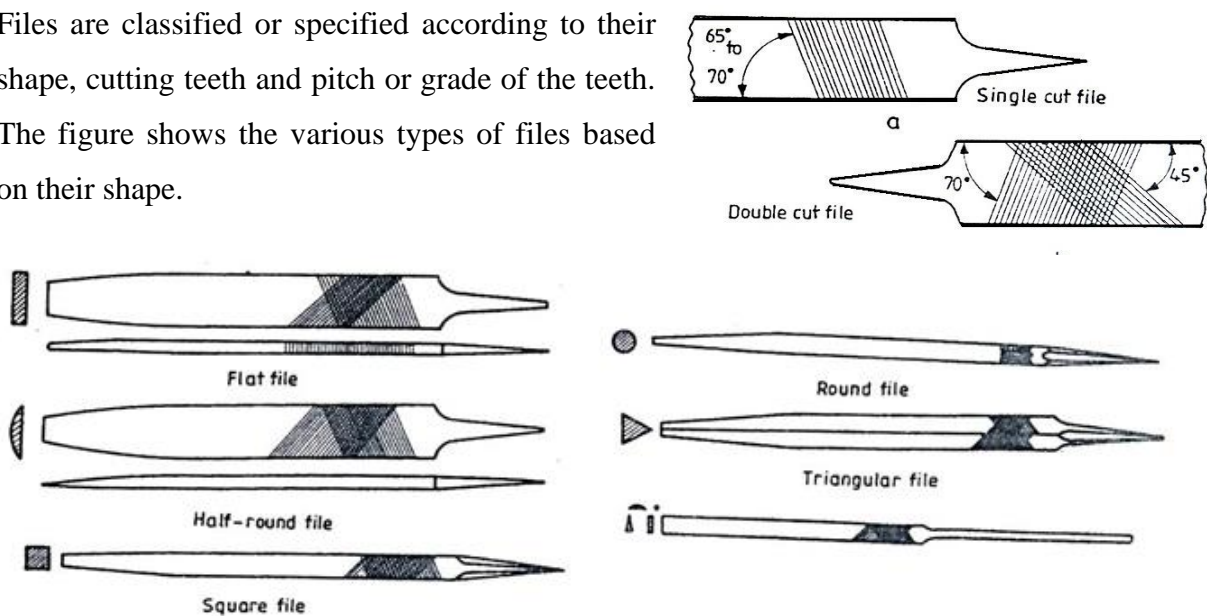 Files are classified or specified according to their
shape, cutting teeth and pitch or grade of the teeth.
The figure shows the various types of files based
on their shape.
65°
to
70°
Single cut file
a
70°
45°
Double cut file
Flat file
Half-round file
Square file
Round file
Triangular file